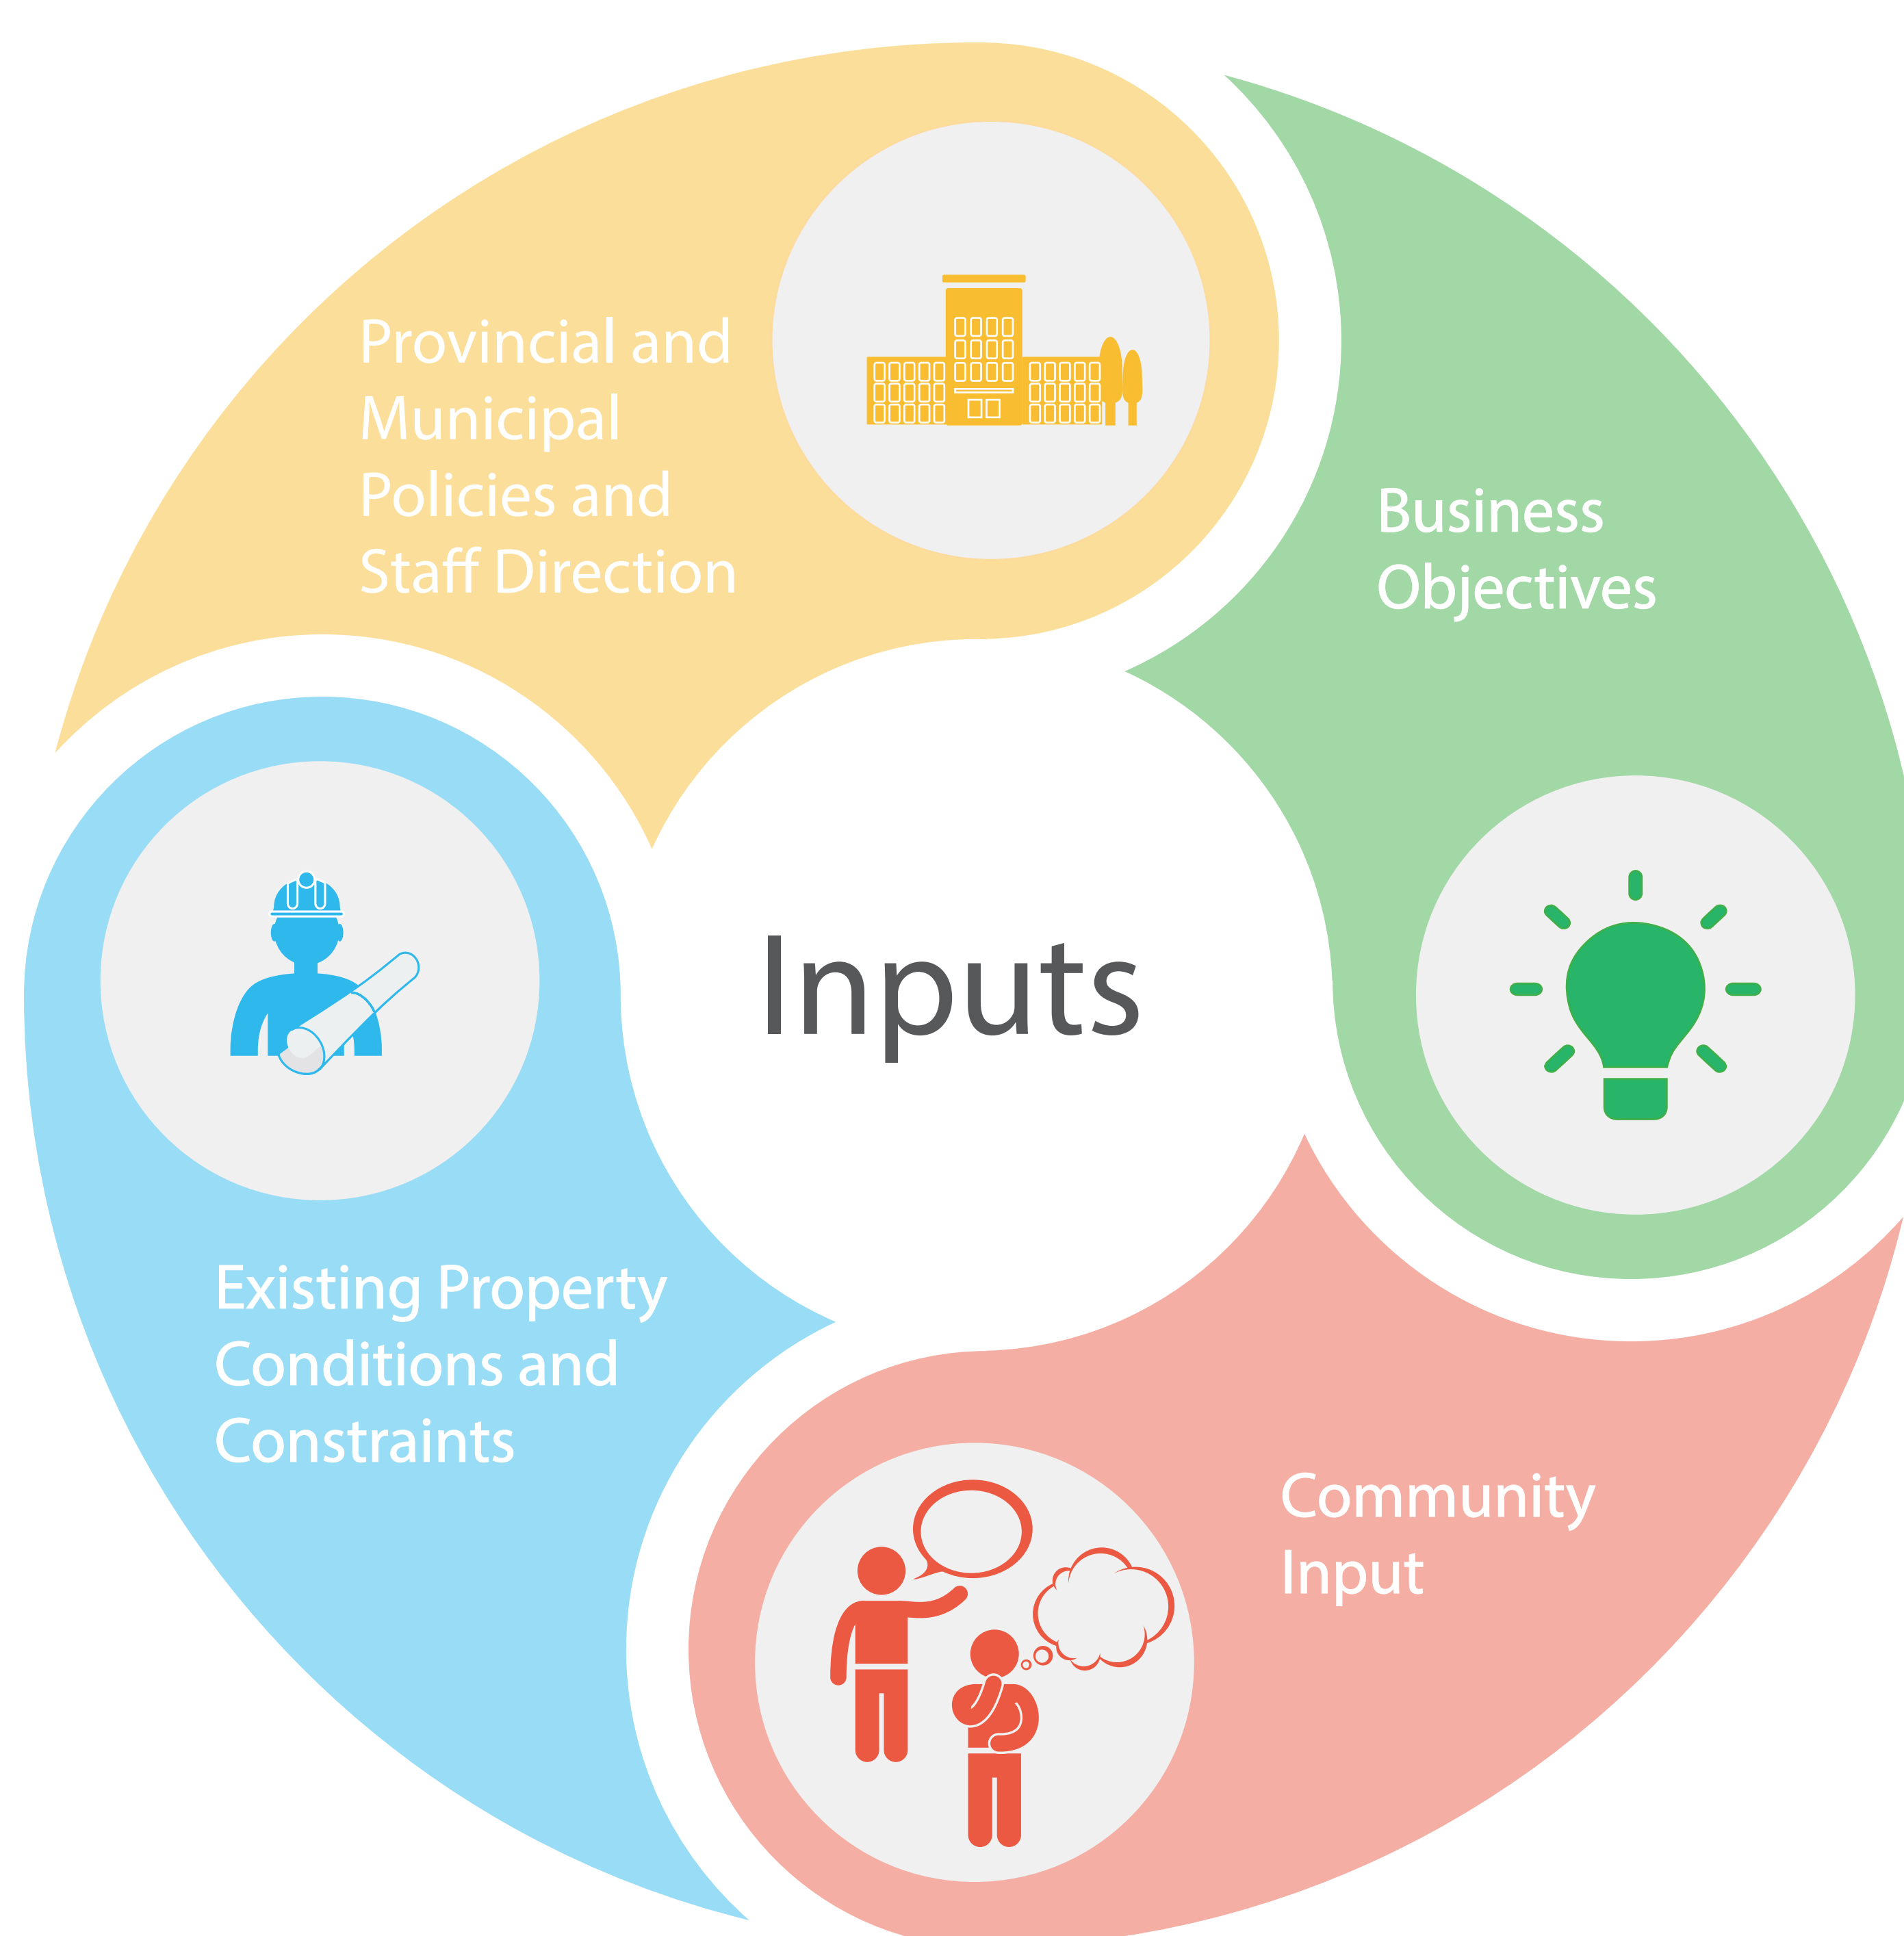 Provincial and
Municipal
Policies and
Staff Direction
Business
Objectives
Inputs
Existing Property
Conditions and
Constraints
Community
Input